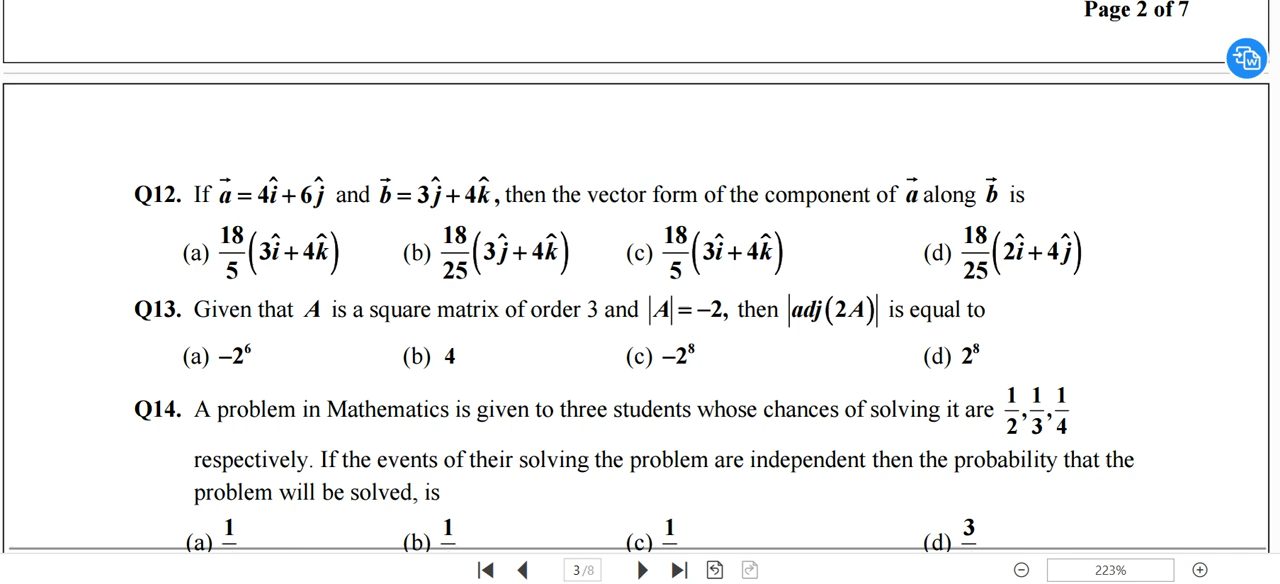 Page 2 of 7
Q12. If a⃗ = 4î + 6ĵ and b⃗ = 3ĵ + 4k̂, then the vector form of the component of a⃗ along b⃗ is
(a) 18/5 (3î + 4k̂) (b) 18/25 (3ĵ + 4k̂) (c) 18/5 (3î + 4k̂) (d) 18/25 (2î + 4ĵ)
Q13. Given that A is a square matrix of order 3 and |A| = −2, then |adj(2A)| is equal to
(a) −2⁶ (b) 4 (c) −2⁸ (d) 2⁸
Q14. A problem in Mathematics is given to three students whose chances of solving it are 1/2, 1/3, 1/4
respectively. If the events of their solving the problem are independent then the probability that the
problem will be solved, is
(a) 1 (b) 1 (c) 1 (d) 3
3/8 223%